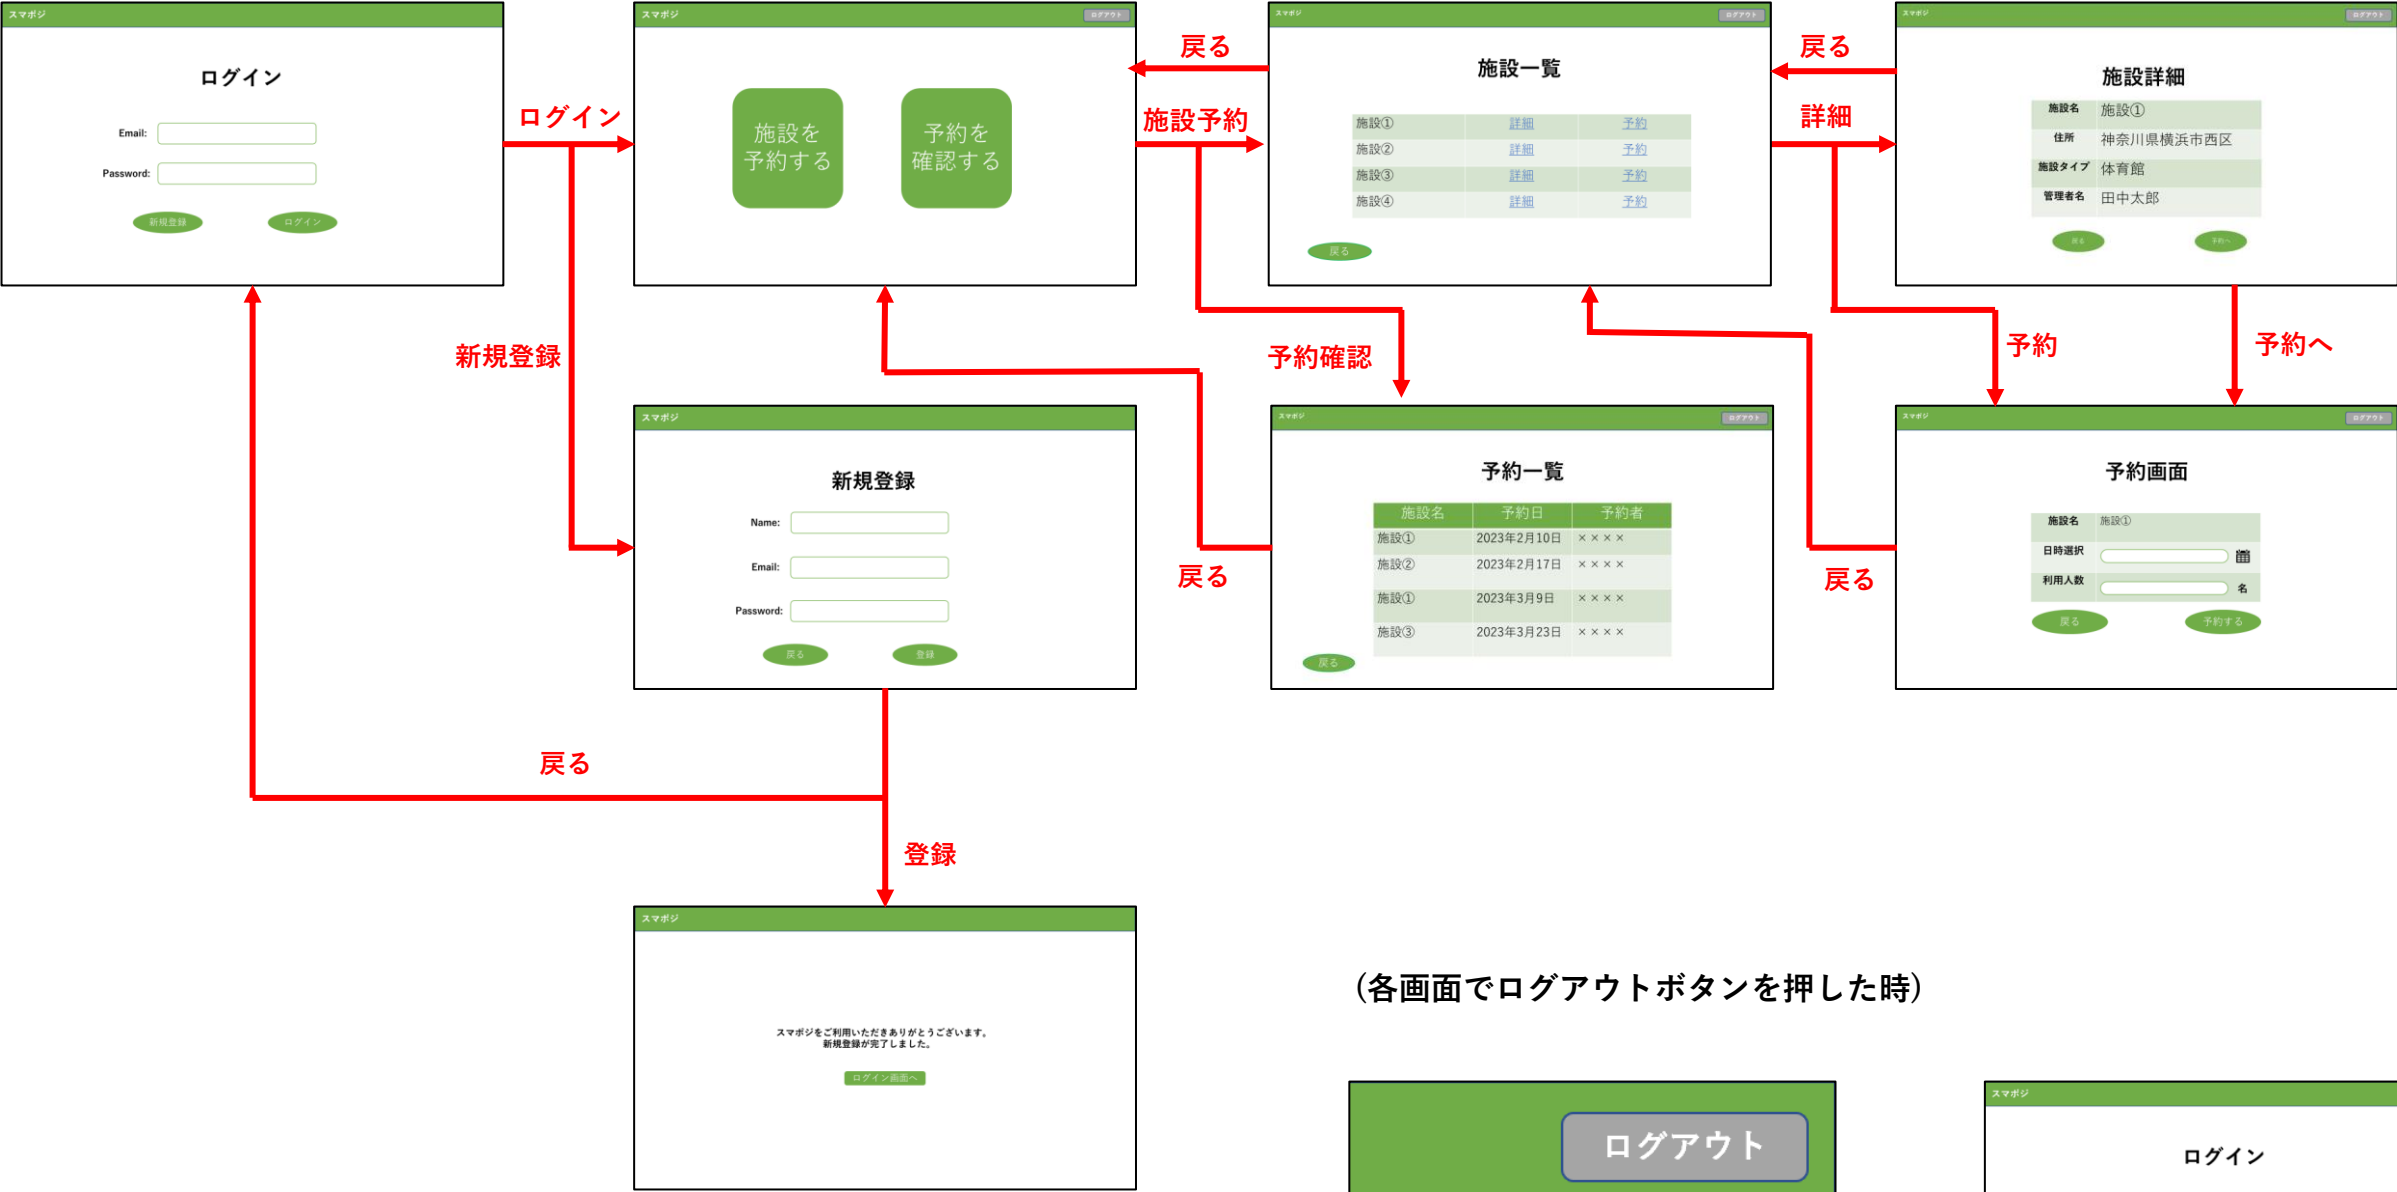 スマポジ
ログイン
Email:
Password:
新規登録
ログイン
ログイン
新規登録
スマポジ
ログアウト
施設を
予約する
予約を
確認する
戻る
施設予約
予約確認
スマポジ
ログアウト
施設一覧
施設① 詳細 予約
施設② 詳細 予約
施設③ 詳細 予約
施設④ 詳細 予約
戻る
戻る
詳細
予約
スマポジ
ログアウト
施設詳細
施設名 施設①
住所 神奈川県横浜市西区
施設タイプ 体育館
管理者名 田中太郎
戻る
予約へ
予約へ
スマポジ
新規登録
Name:
Email:
Password:
戻る
登録
戻る
スマポジ
ログアウト
予約一覧
施設名 予約日 予約者
施設① 2023年2月10日 ××××
施設② 2023年2月17日 ××××
施設① 2023年3月9日 ××××
施設③ 2023年3月23日 ××××
戻る
戻る
スマポジ
ログアウト
予約画面
施設名 施設①
日時選択
利用人数 名
戻る
予約する
戻る
登録
スマポジ
スマポジをご利用いただきありがとうございます。
新規登録が完了しました。
ログイン画面へ
(各画面でログアウトボタンを押した時)
ログアウト
スマポジ
ログイン